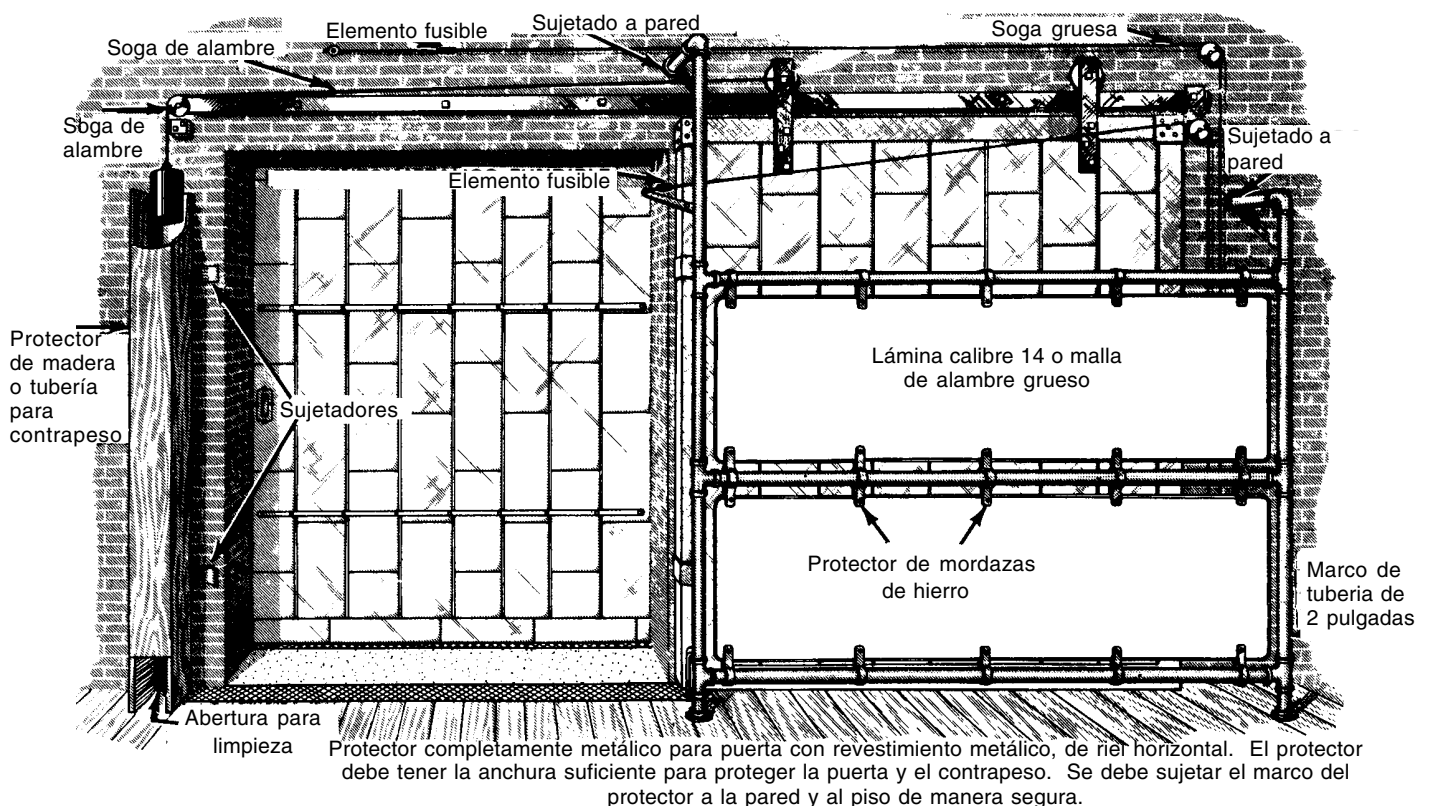 Elemento fusible
Sujetado a pared
Soga gruesa
Soga de alambre
Soga de
alambre
Sujetado a
pared
Elemento fusible
Protector
de madera
o tubería
para
contrapeso
Lámina calibre 14 o malla
de alambre grueso
Sujetadores
Protector de mordazas
de hierro
Marco de
tuberia de
2 pulgadas
Abertura para
limpieza
Protector completamente metálico para puerta con revestimiento metálico, de riel horizontal. El protector
debe tener la anchura suficiente para proteger la puerta y el contrapeso. Se debe sujetar el marco del
protector a la pared y al piso de manera segura.